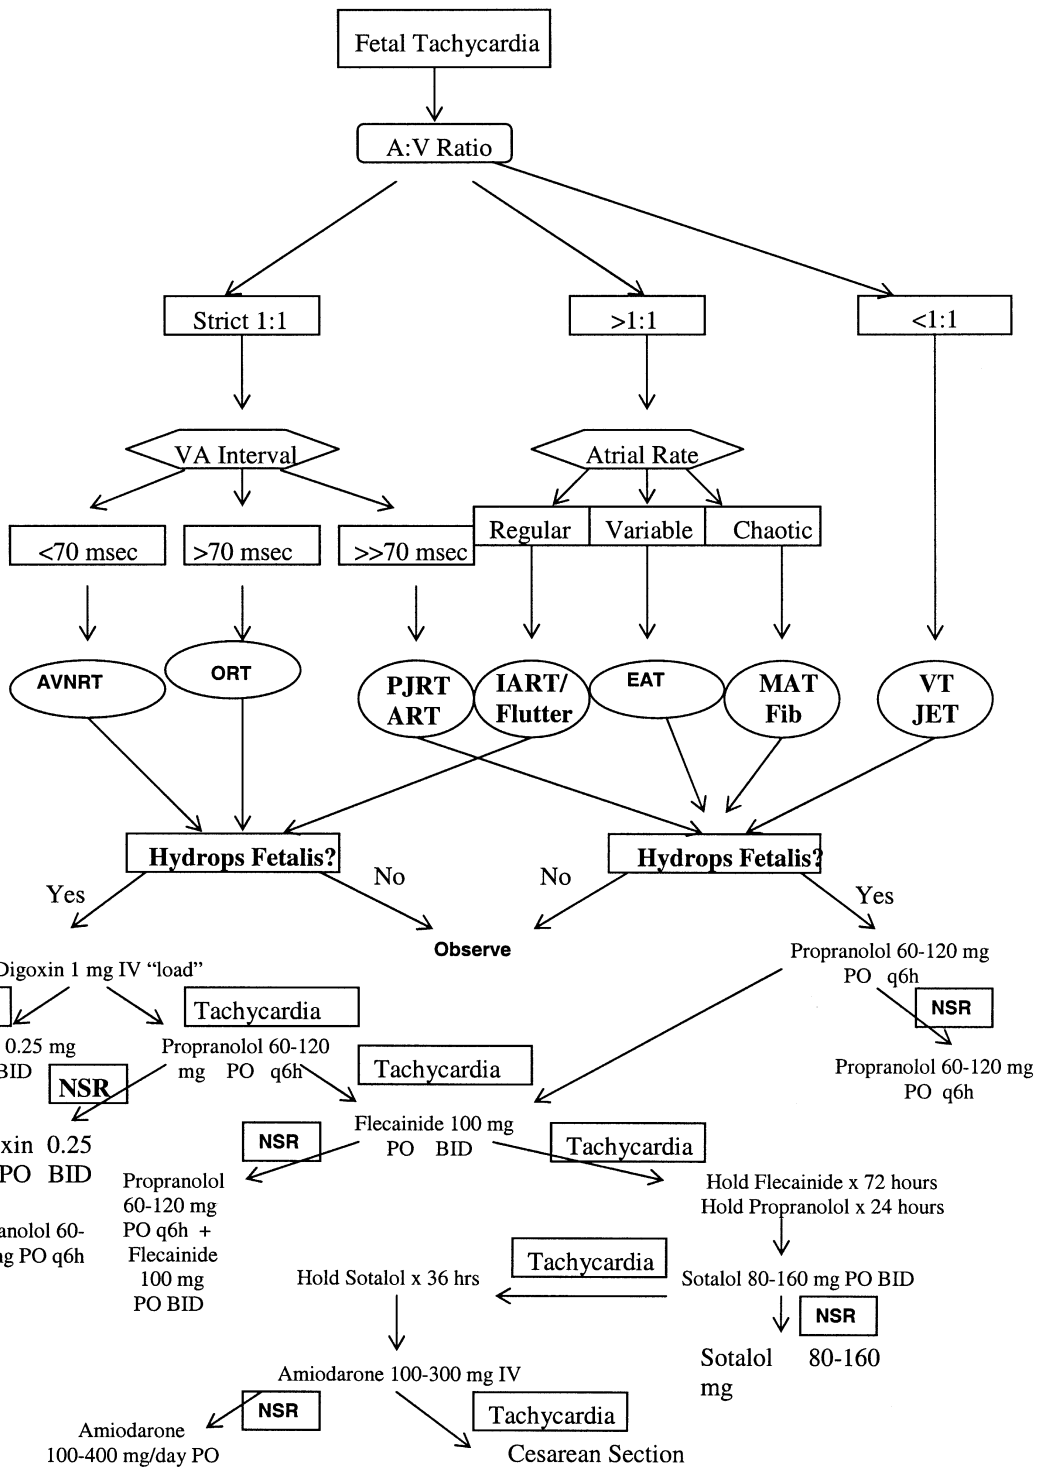 Fetal Tachycardia
A:V Ratio
Strict 1:1
>1:1
<1:1
VA Interval
Atrial Rate
<70 msec
>70 msec
>>70 msec
Regular
Variable
Chaotic
AVNRT
ORT
PJRT
ART
IART/
Flutter
EAT
MAT
Fib
VT
JET
Hydrops Fetalis?
Hydrops Fetalis?
Yes
No
No
Yes
Observe
Digoxin 1 mg IV “load”
Propranolol 60-120 mg
PO q6h
Tachycardia
NSR
0.25 mg
BID
Propranolol 60-120
mg PO q6h
Tachycardia
Propranolol 60-120 mg
PO q6h
NSR
Flecainide 100 mg
PO BID
NSR
Tachycardia
xin 0.25
PO BID
Propranolol
60-120 mg
PO q6h +
Flecainide
100 mg
PO BID
anolol 60-
ng PO q6h
Hold Flecainide x 72 hours
Hold Propranolol x 24 hours
Tachycardia
Hold Sotalol x 36 hrs
Sotalol 80-160 mg PO BID
NSR
Sotalol 80-160
mg
Amiodarone 100-300 mg IV
NSR
Tachycardia
Amiodarone
100-400 mg/day PO
Cesarean Section